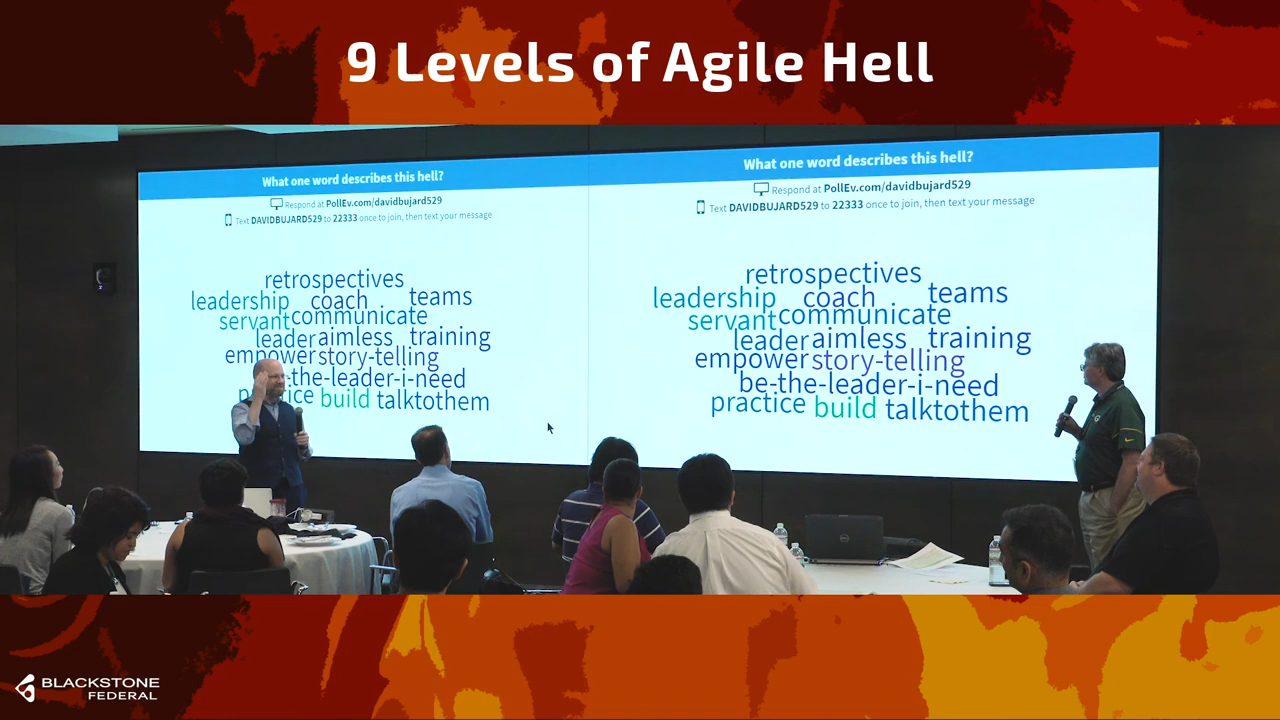 9 Levels of Agile Hell
What one word describes this hell?
Respond at PollEv.com/davidbujard529
Text DAVIDBUJARD529 to 22333 once to join, then text your message
retrospectives
leadership coach teams
servant communicate
leader aimless training
empower story-telling
-the-leader-i-need
build talktothem
What one word describes this hell?
Respond at PollEv.com/davidbujard529
Text DAVIDBUJARD529 to 22333 once to join, then text your message
retrospectives
leadership coach teams
servant communicate
leader aimless training
empower story-telling
be-the-leader-i-need
practice build talktothem
DELL
BLACKSTONE
FEDERAL